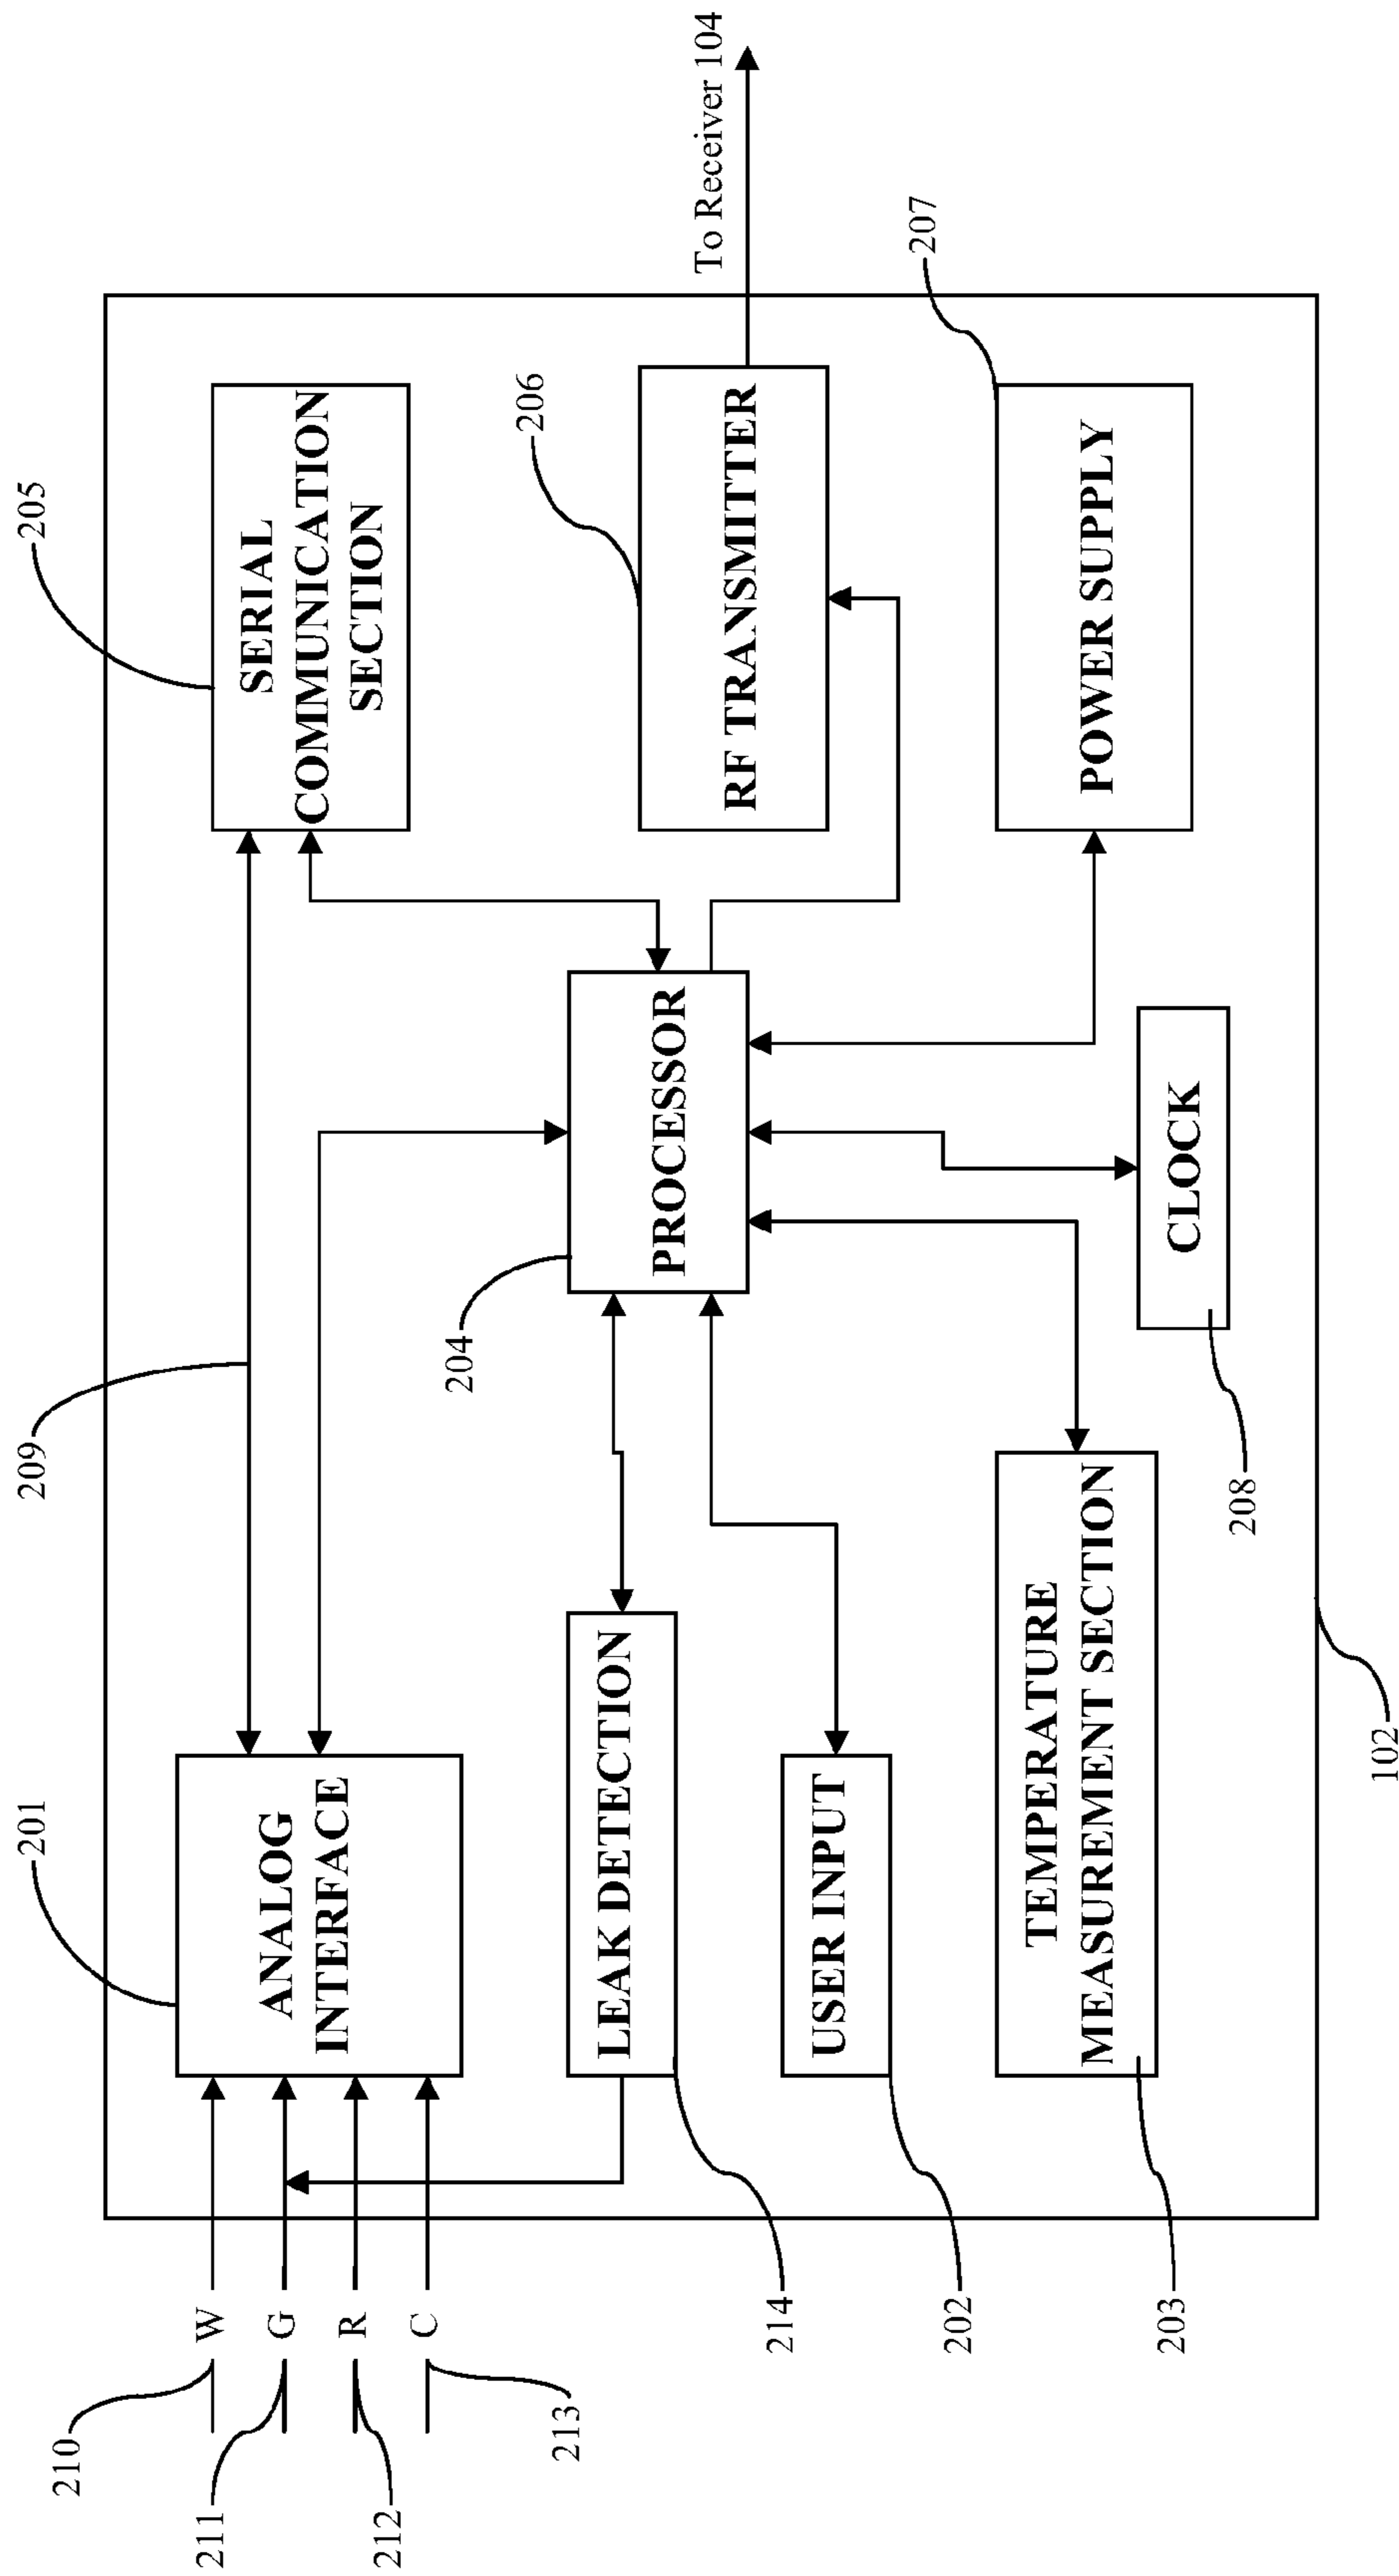 209
205
201
SERIAL
COMMUNICATION
SECTION
ANALOG
INTERFACE
210
W
211
G
212
R
213
C
204
206
PROCESSOR
RF TRANSMITTER
To Receiver 104
LEAK DETECTION
214
USER INPUT
202
207
POWER SUPPLY
TEMPERATURE
MEASUREMENT SECTION
203
CLOCK
208
102